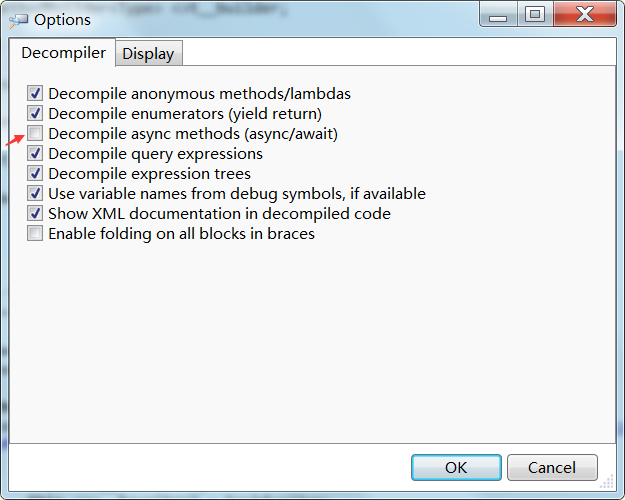 Options
Decompiler
Display
Decompile anonymous methods/lambdas
Decompile enumerators (yield return)
Decompile async methods (async/await)
Decompile query expressions
Decompile expression trees
Use variable names from debug symbols, if available
Show XML documentation in decompiled code
Enable folding on all blocks in braces
OK
Cancel